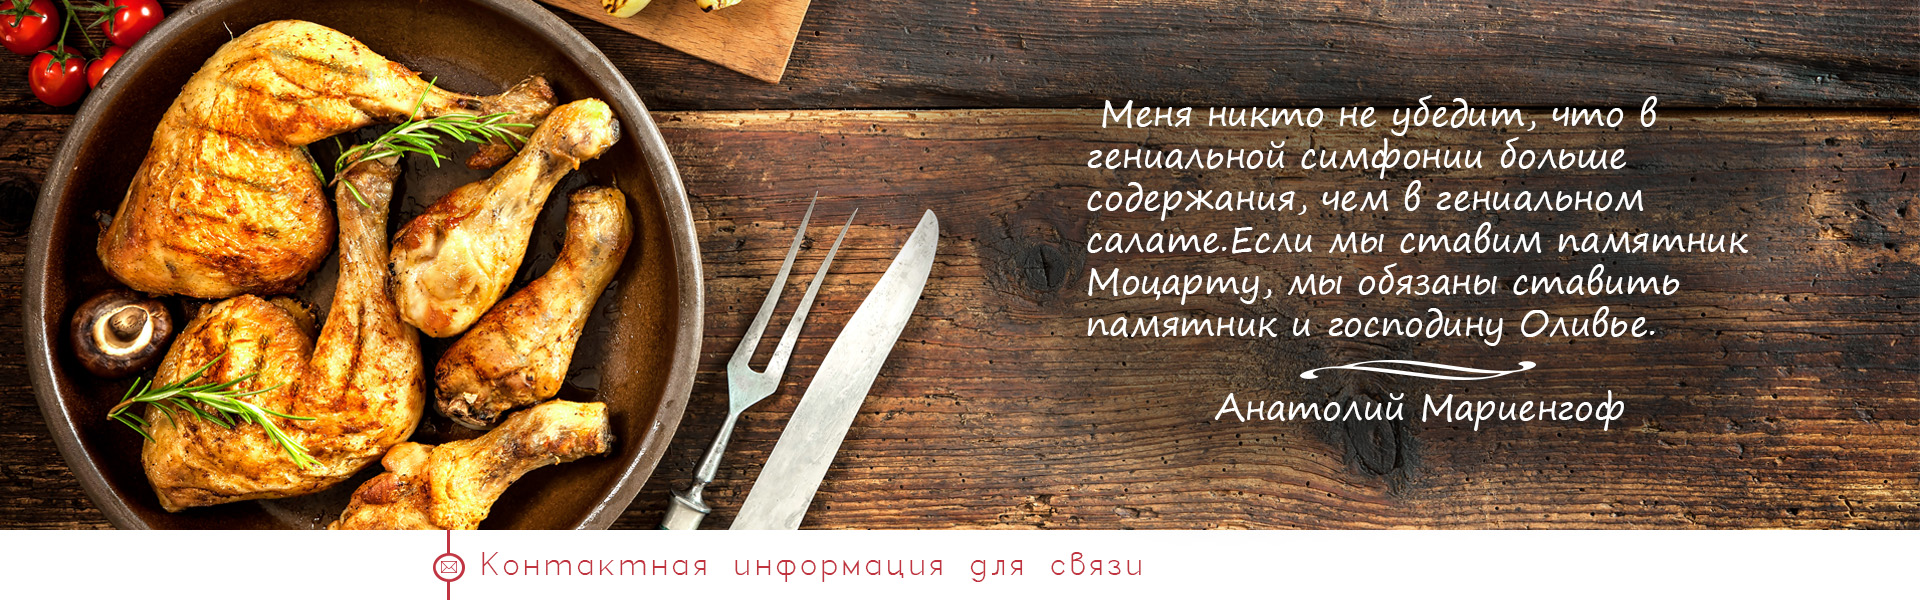 Меня никто не убедит, что в
гениальной симфонии больше
содержания, чем в гениальном
салате.Если мы ставим памятник
Моцарту, мы обязаны ставить
памятник и господину Оливье.
Анатолий Мариенгоф
Контактная информация для связи